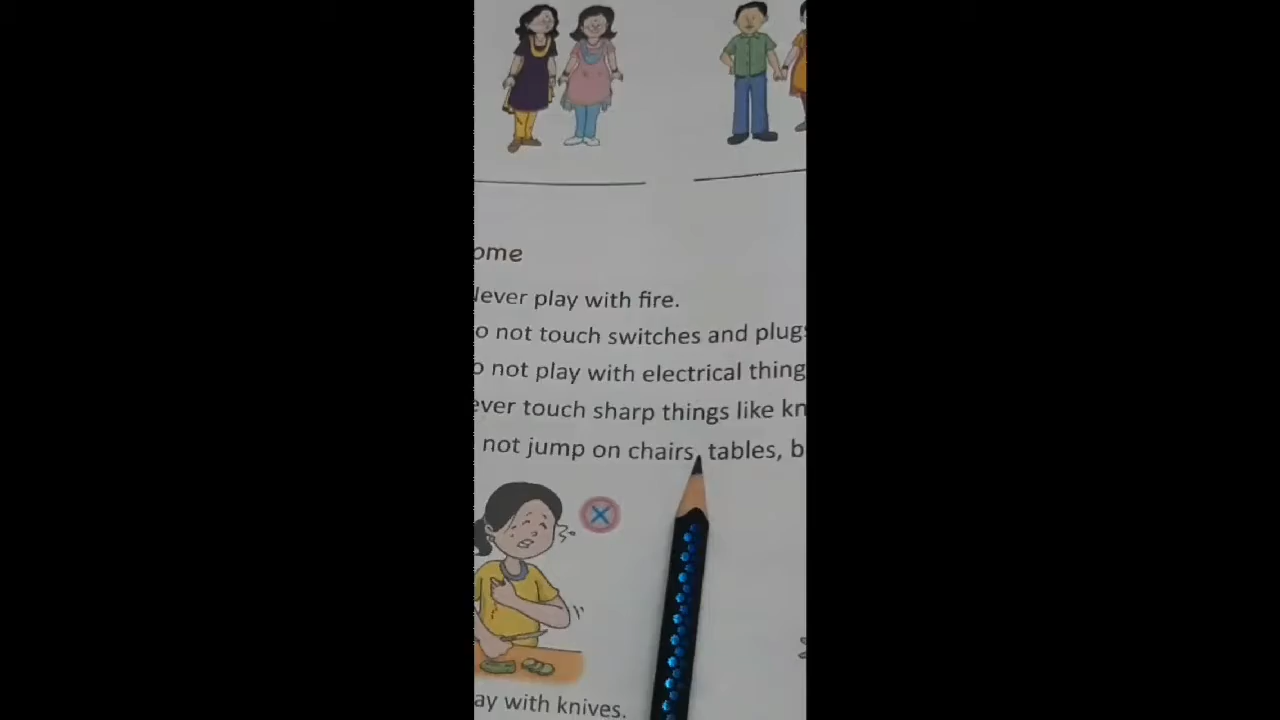 ome
lever play with fire.
o not touch switches and plugs
o not play with electrical thing
ever touch sharp things like kn
not jump on chairs, tables, b
ay with knives.